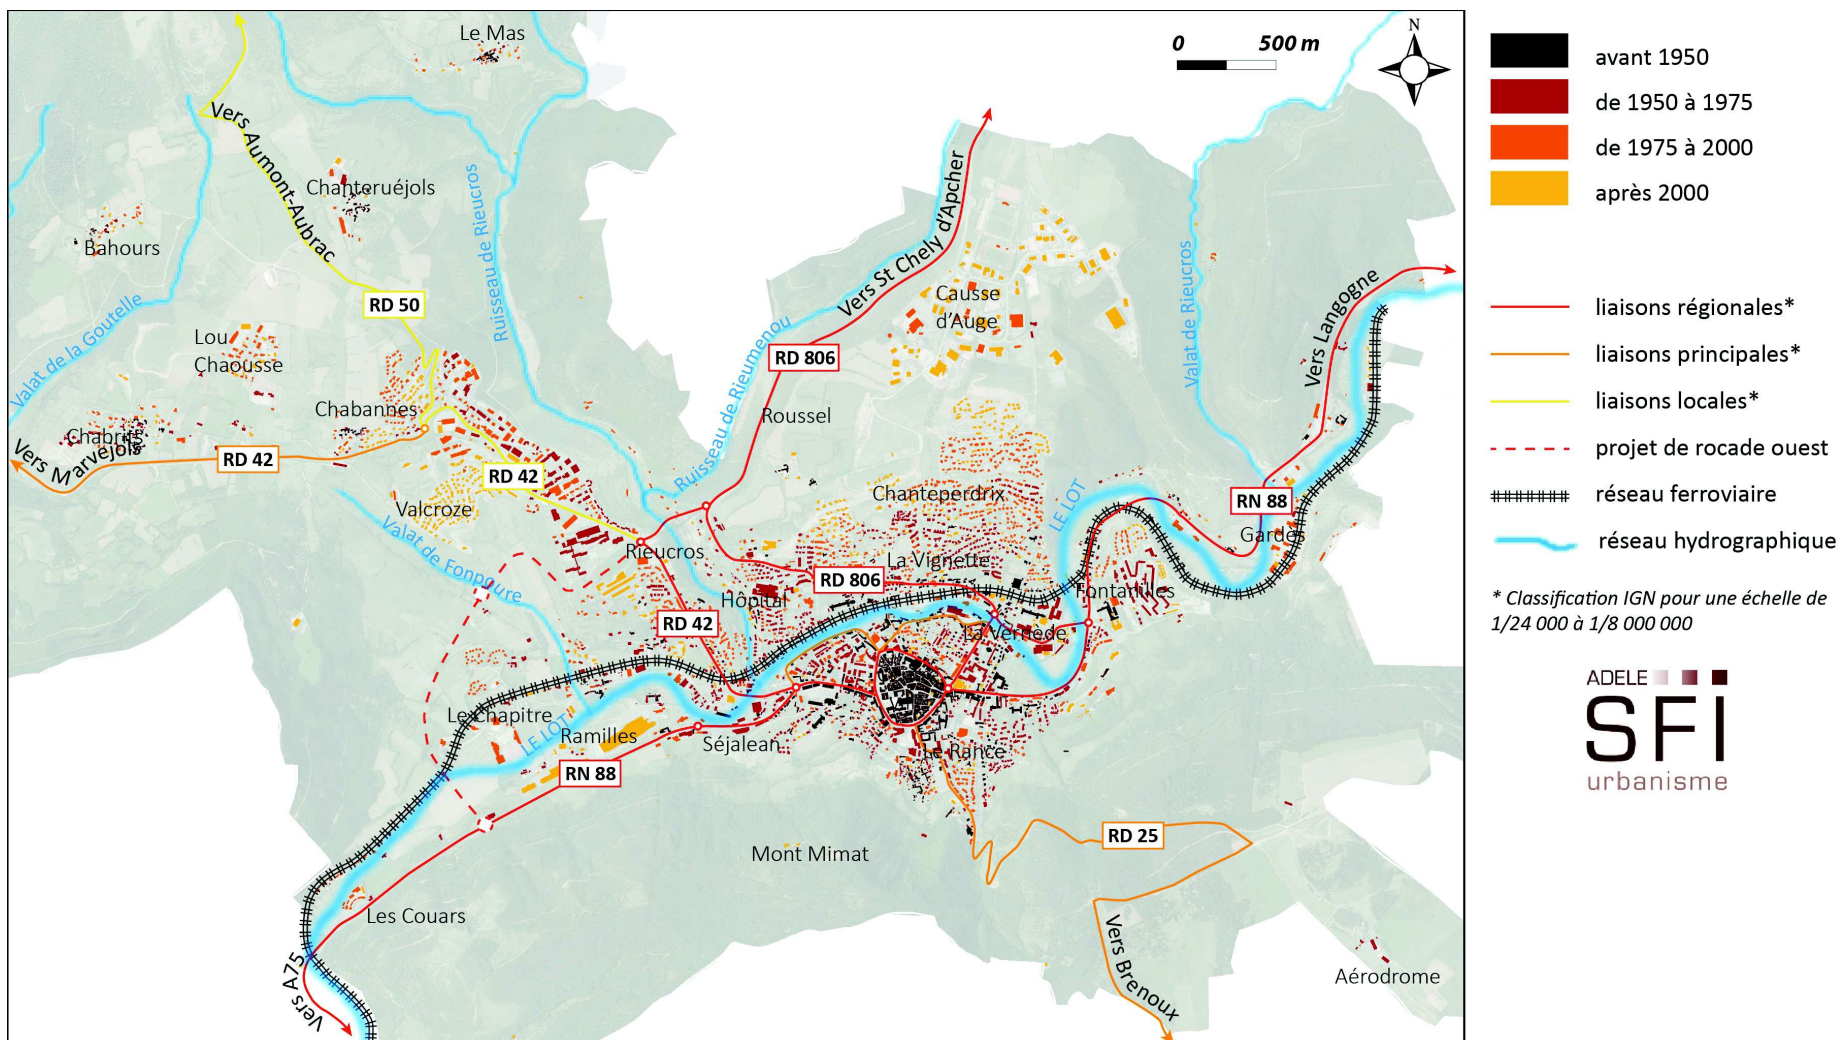 Le Mas
0 500 m
N
Vers Aumont-Aubrac
Chanteruéjols
Bahours
Ruisseau de Rieucros
Vers St Chely d'Apcher
Valat de Rieucros
Vers Langogne
RD 50
Causse
d'Auge
Valat de la Goutelle
Lou
Chaousse
Ruisseau de Rieumenou
RD 806
Chabannes
Roussel
Chabrits
Vers Marvejols
RD 42
RD 42
Valcroze
Chanteperdrix
LE LOT
RN 88
Gardès
Valat de Fonpoure
Rieucros
La Vignette
RD 806
Hôpital
Fontanilles
RD 42
La Vernède
Le Chapitre
LE LOT
Ramilles
Séjalean
Le Rance
RN 88
RD 25
Mont Mimat
Les Couars
Vers A75
Vers Brenoux
Aérodrome
avant 1950
de 1950 à 1975
de 1975 à 2000
après 2000
liaisons régionales*
liaisons principales*
liaisons locales*
projet de rocade ouest
réseau ferroviaire
réseau hydrographique
* Classification IGN pour une échelle de
1/24 000 à 1/8 000 000
ADELE
SFI
urbanisme